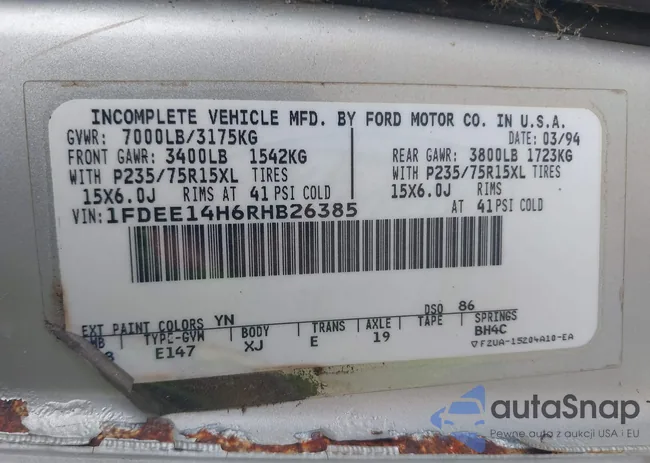 INCOMPLETE VEHICLE MFD. BY FORD MOTOR CO. IN U.S.A.
GVWR: 7000LB/3175KG DATE: 03/94
FRONT GAWR: 3400LB 1542KG REAR GAWR: 3800LB 1723KG
WITH P235/75R15XL TIRES WITH P235/75R15XL TIRES
15X6.0J RIMS AT 41 PSI COLD 15X6.0J RIMS
VIN: 1FDEE14H6RHB26385 AT 41 PSI COLD
EXT PAINT COLORS YN DSO 86
TYPE-GVW BODY TRANS AXLE TAPE SPRINGS
E147 XJ E 19 BH4C
▽ F2UA-15204A10-EA
autaSnap
Pewne auta z aukcji USA i EU